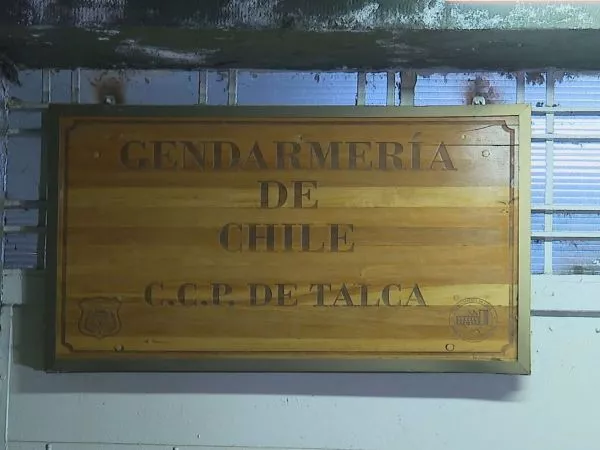 GENDARMERÍA
DE
CHILE
C.C.P. DE TALCA